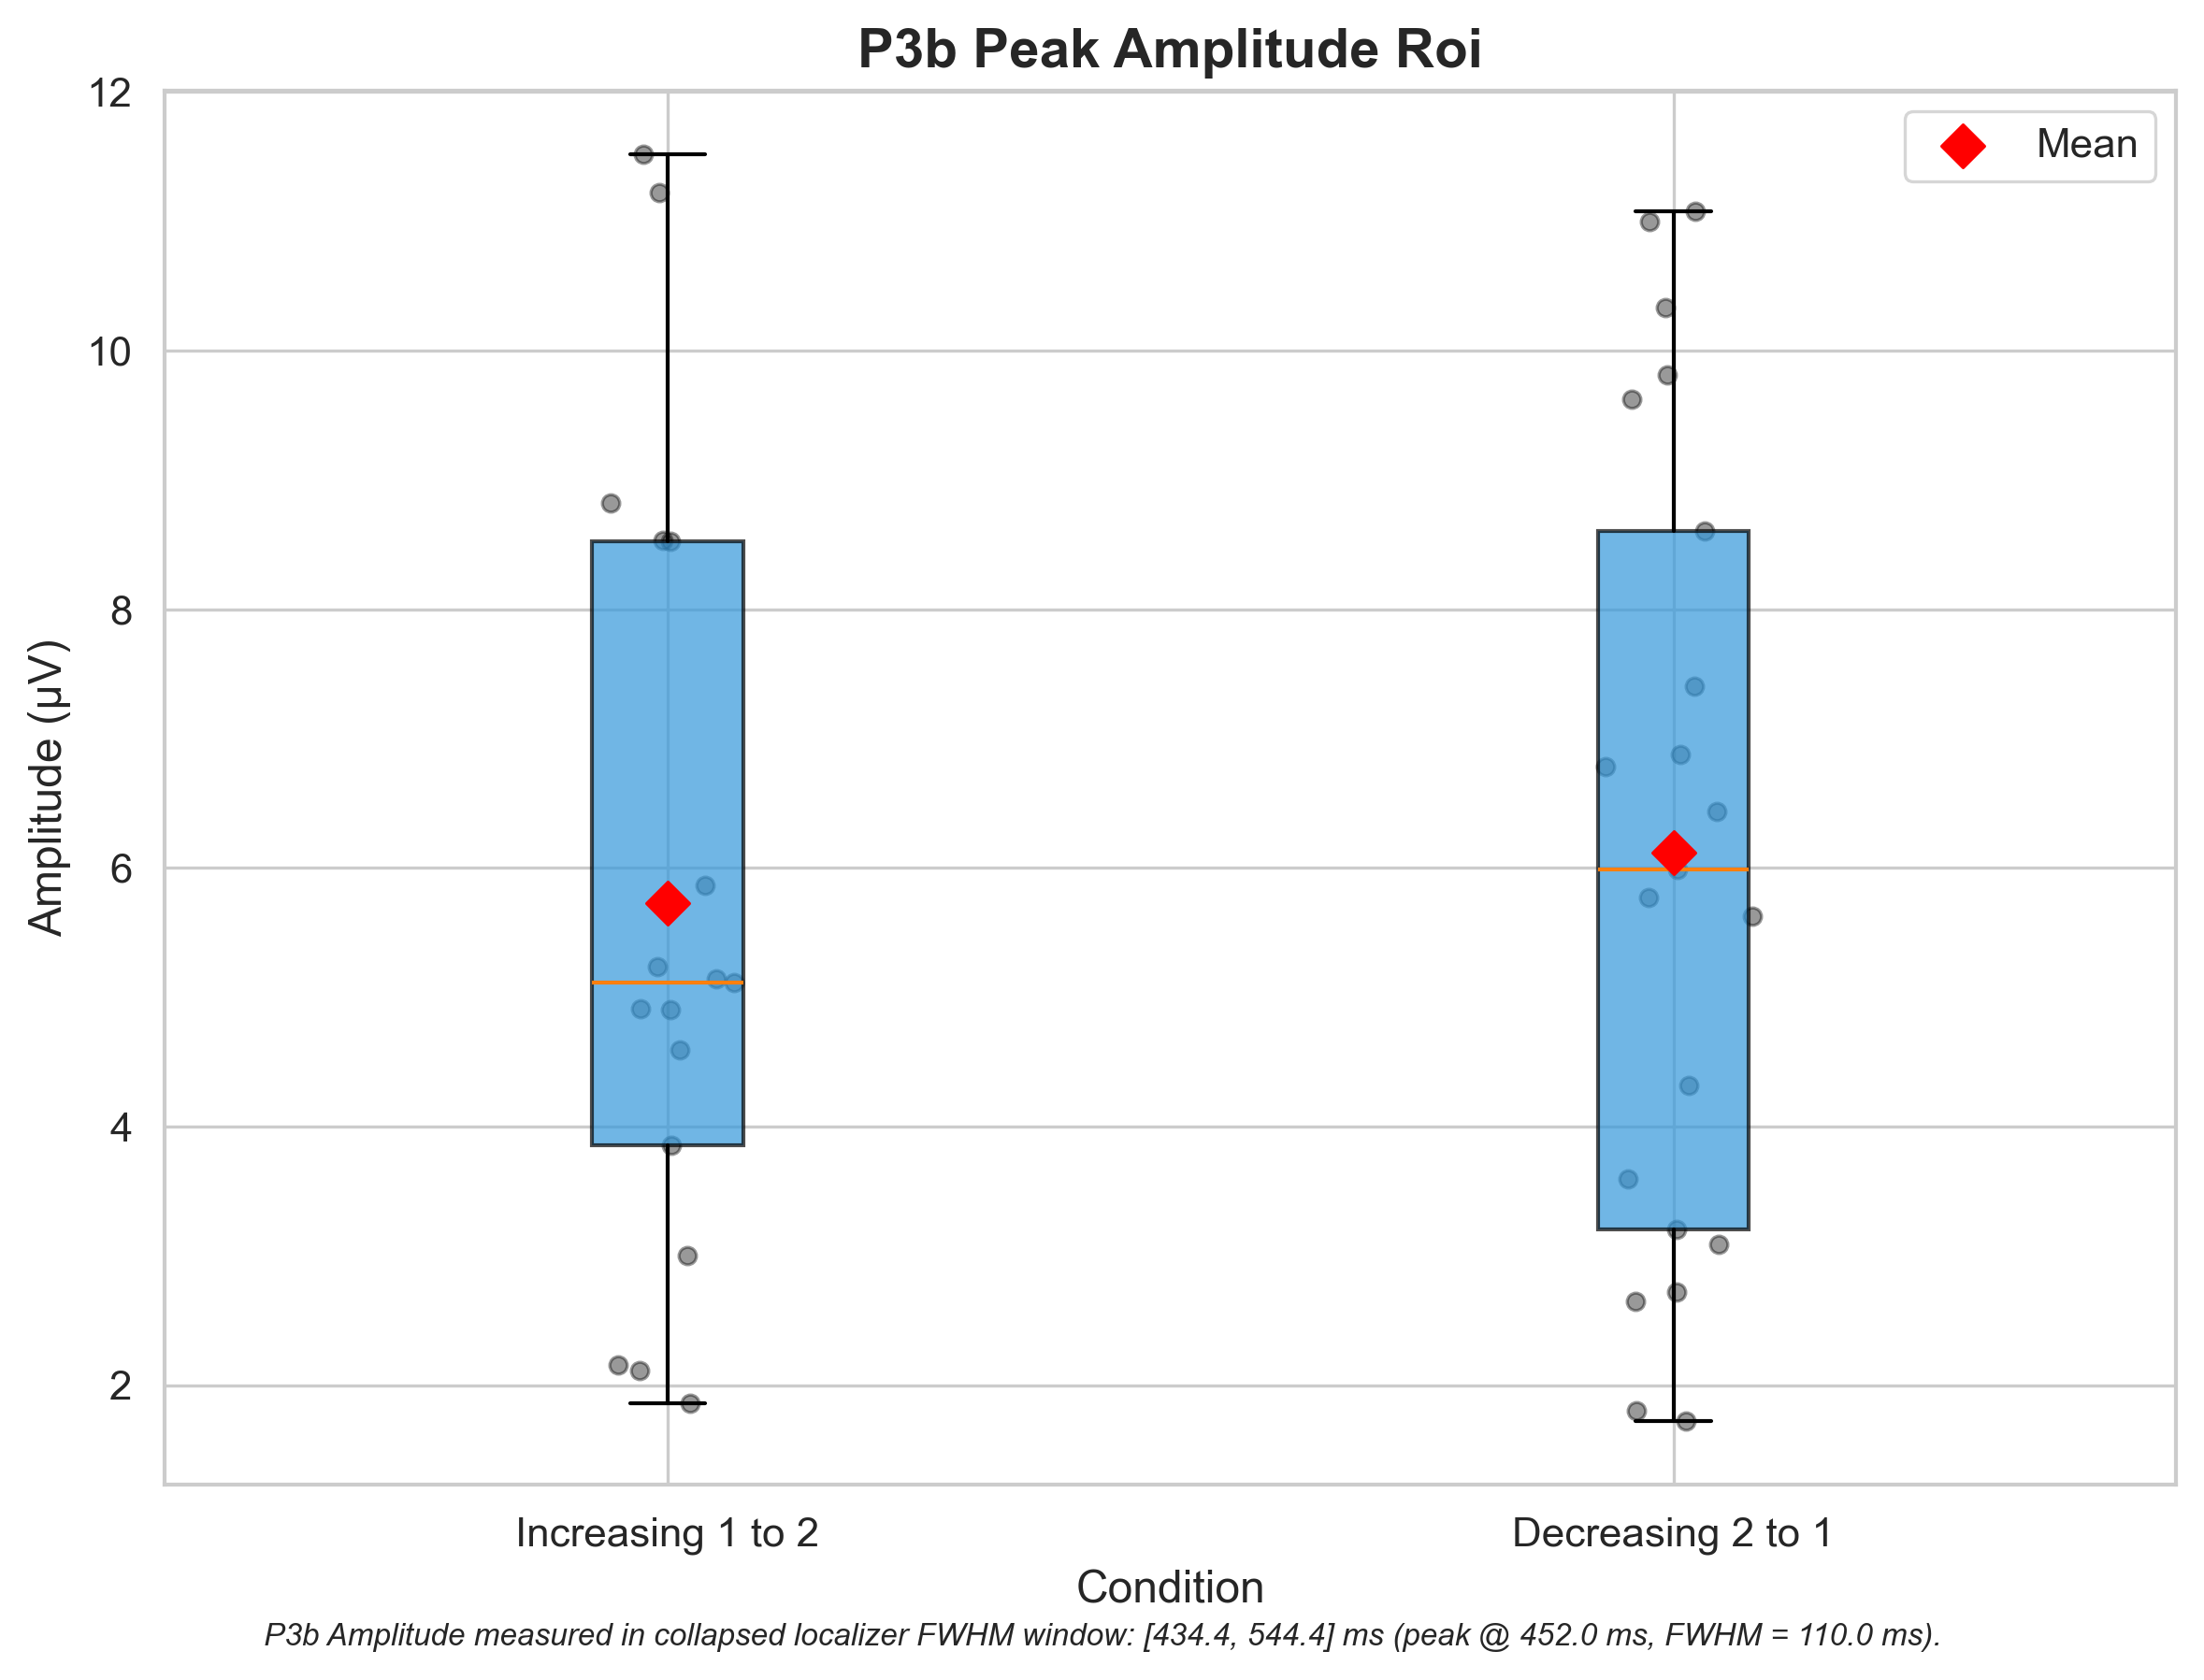 P3b Peak Amplitude Roi
12
10
8
6
4
2
Amplitude (µV)
Mean
Increasing 1 to 2
Decreasing 2 to 1
Condition
P3b Amplitude measured in collapsed localizer FWHM window: [434.4, 544.4] ms (peak @ 452.0 ms, FWHM = 110.0 ms).